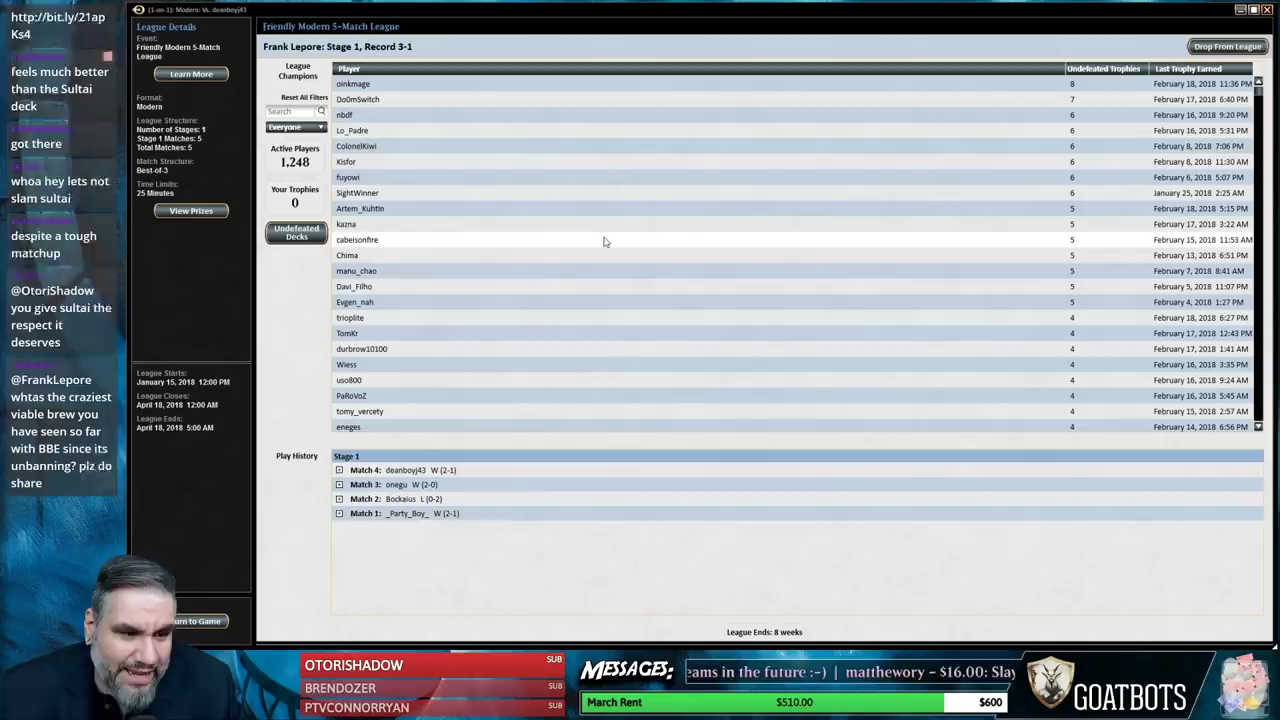 http://bit.ly/21ap
Ks4
feels much better
than the Sultai
deck
got there
whoa hey lets not
slam sultai
despite a tough
matchup
@OtoriShadow
you give sultai the
respect it
deserves
@FrankLepore
whtas the craziest
viable brew you
have seen so far
with BBE since its
unbanning? plz do
share
(1-on-1): Modern: Vs. deanboyj43
League Details
Event:
Friendly Modern 5-Match
League
Learn More
Format:
Modern
League Structure:
Number of Stages: 1
Stage 1 Matches: 5
Total Matches: 5
Match Structure:
Best-of-3
Time Limits:
25 Minutes
View Prizes
League Starts:
January 15, 2018 12:00 PM
League Closes:
April 18, 2018 12:00 AM
League Ends:
April 18, 2018 5:00 AM
urn to Game
Friendly Modern 5-Match League
Frank Lepore: Stage 1, Record 3-1
Drop From League
League
Champions
Reset All Filters
Search
Everyone
Active Players
1,248
Your Trophies
0
Undefeated
Decks
Player Undefeated Trophies Last Trophy Earned
oinkmage 8 February 18, 2018 11:36 PM
Do0mSwitch 7 February 17, 2018 6:40 PM
nbdf 6 February 16, 2018 9:20 PM
Lo_Padre 6 February 16, 2018 5:31 PM
ColonelKiwi 6 February 8, 2018 7:06 PM
Kisfor 6 February 8, 2018 11:30 AM
fuyowi 6 February 6, 2018 5:07 PM
SightWinner 6 January 25, 2018 2:25 AM
Artem_Kuhtin 5 February 18, 2018 5:15 PM
kazna 5 February 17, 2018 3:22 AM
cabeisonfire 5 February 15, 2018 11:53 AM
Chima 5 February 13, 2018 6:51 PM
manu_chao 5 February 7, 2018 8:41 AM
Davi_Filho 5 February 5, 2018 11:07 PM
Evgen_nah 5 February 4, 2018 1:27 PM
trioplite 4 February 18, 2018 6:27 PM
TomKr 4 February 17, 2018 12:43 PM
durbrow10100 4 February 17, 2018 1:41 AM
Wiess 4 February 16, 2018 3:35 PM
uso800 4 February 16, 2018 9:24 AM
PaRoVoZ 4 February 16, 2018 5:45 AM
tomy_vercety 4 February 15, 2018 2:57 AM
eneges 4 February 14, 2018 6:56 PM
Play History
Stage 1
Match 4: deanboyj43 W (2-1)
Match 3: onegu W (2-0)
Match 2: Bockaius L (0-2)
Match 1: _Party_Boy_ W (2-1)
League Ends: 8 weeks
OTORISHADOW SUB
BRENDOZER SUB
PTVCONNORRYAN SUB
MESSAGES:
eams in the future :-) | matthewory - $16.00: Slay
March Rent $510.00 $600
GOATBOTS